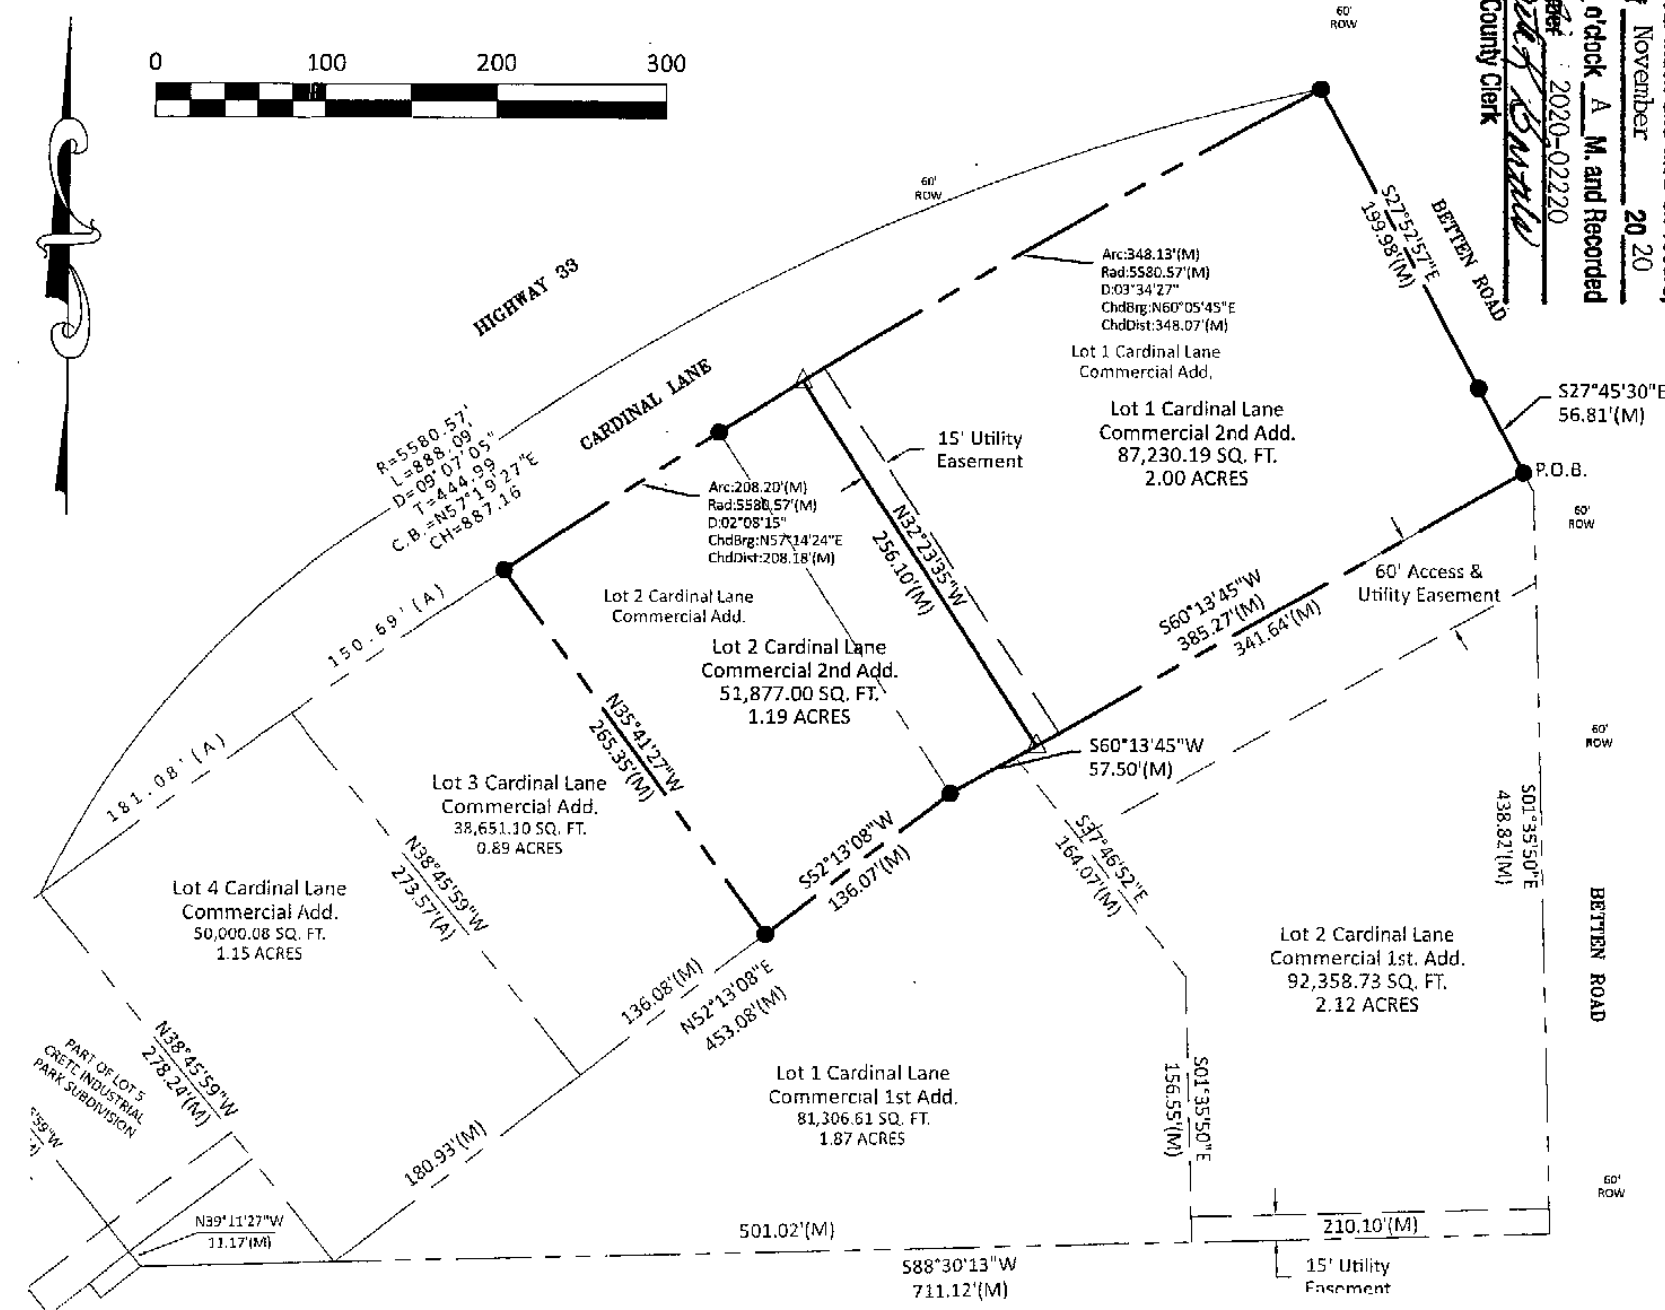 0 100 200 300
60'
ROW
November 2020
o'clock A M. and Recorded
2020-02220
County Clerk
60'
ROW
HIGHWAY 33
CARDINAL LANE
BETTEN ROAD
S27°52'57"E
199.98'(M)
Arc:348.13'(M)
Rad:5580.57'(M)
D:03°34'27"
ChdBrg:N60°05'45"E
ChdDist:348.07'(M)
Lot 1 Cardinal Lane
Commercial Add.
Lot 1 Cardinal Lane
Commercial 2nd Add.
87,230.19 SQ. FT.
2.00 ACRES
S27°45'30"E
56.81'(M)
P.O.B.
60'
ROW
15' Utility
Easement
R=5580.57'
L=888.09'
D=09°07'05"
T=444.99
C.B.=N57°19'27"E
CH=887.16
Arc:208.20'(M)
Rad:5580.57'(M)
D:02°08'15"
ChdBrg:N57°14'24"E
ChdDist:208.18'(M)
N32°23'35"W
256.10'(M)
60' Access &
Utility Easement
S60°13'45"W
385.27'(M)
341.64'(M)
150.69' (A)
Lot 2 Cardinal Lane
Commercial Add.
Lot 2 Cardinal Lane
Commercial 2nd Add.
51,877.00 SQ. FT.
1.19 ACRES
N35°41'27"W
265.35'(M)
S60°13'45"W
57.50'(M)
60'
ROW
181.08' (A)
Lot 3 Cardinal Lane
Commercial Add.
38,651.10 SQ. FT.
0.89 ACRES
S52°13'08"W
136.07'(M)
S37°46'52"E
164.07'(M)
S01°35'50"E
438.82'(M)
BETTEN ROAD
Lot 4 Cardinal Lane
Commercial Add.
50,000.08 SQ. FT.
1.15 ACRES
N38°45'59"W
273.57'(A)
Lot 2 Cardinal Lane
Commercial 1st. Add.
92,358.73 SQ. FT.
2.12 ACRES
136.08'(M)
N52°13'08"E
453.08'(M)
N38°45'59"W
278.24'(M)
PART OF LOT 5
CRETE INDUSTRIAL
PARK SUBDIVISION
Lot 1 Cardinal Lane
Commercial 1st Add.
81,306.61 SQ. FT.
1.87 ACRES
S01°35'50"E
156.55'(M)
180.93'(M)
60'
ROW
N39°11'27"W
11.17'(M)
501.02'(M)
210.10'(M)
S88°30'13"W
711.12'(M)
15' Utility
Easement